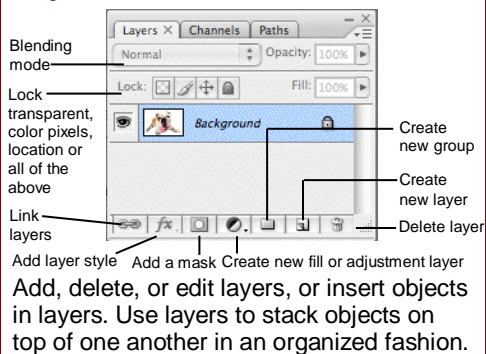 Layers × Channels Paths
Blending
mode
Normal Opacity: 100%
Lock: Fill: 100%
Lock
transparent,
color pixels,
location or
all of the
above
Background
Create
new group
Create
new layer
Link
layers
fx
Delete layer
Add layer style Add a mask Create new fill or adjustment layer
Add, delete, or edit layers, or insert objects
in layers. Use layers to stack objects on
top of one another in an organized fashion.